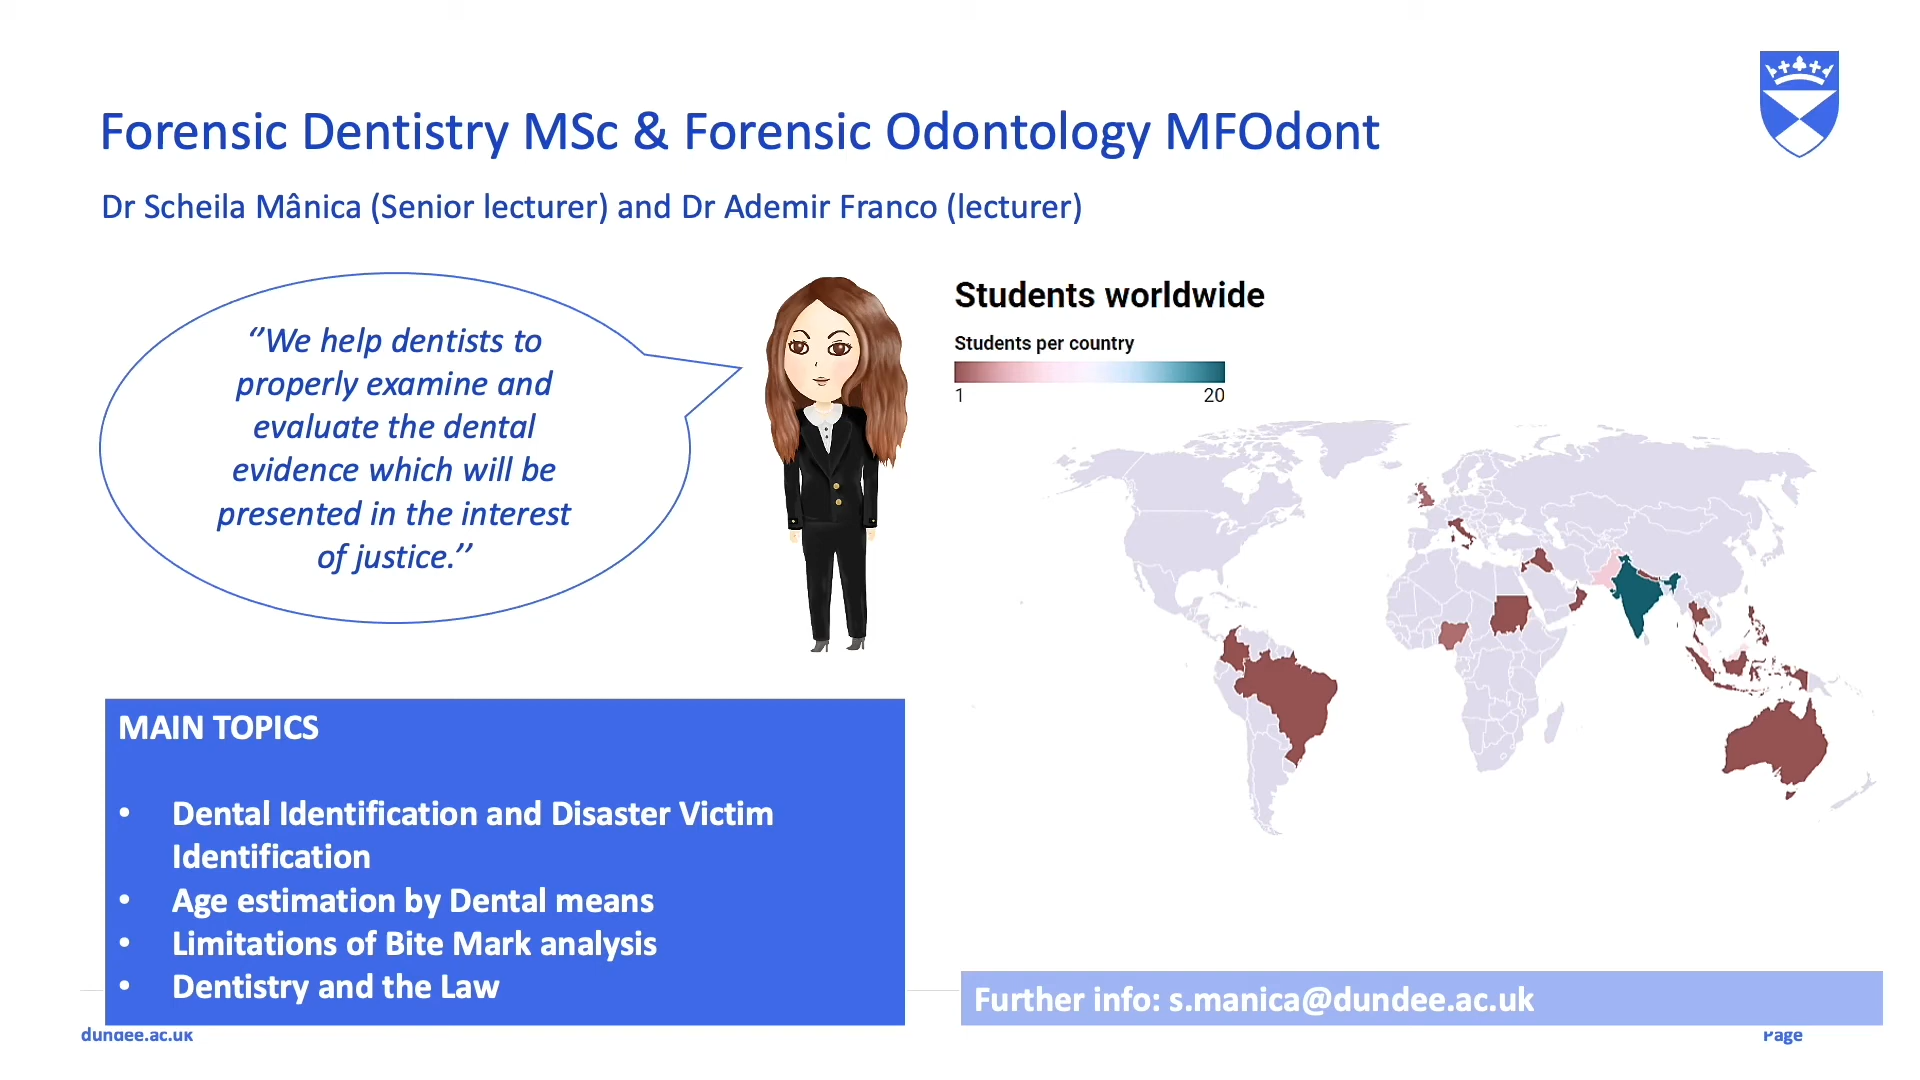 Forensic Dentistry MSc & Forensic Odontology MFOdont
Dr Scheila Mânica (Senior lecturer) and Dr Ademir Franco (lecturer)
‘’We help dentists to
properly examine and
evaluate the dental
evidence which will be
presented in the interest
of justice.’’
Students worldwide
Students per country
1 20
MAIN TOPICS
• Dental Identification and Disaster Victim
Identification
• Age estimation by Dental means
• Limitations of Bite Mark analysis
• Dentistry and the Law
Further info: s.manica@dundee.ac.uk
dundee.ac.uk
Page